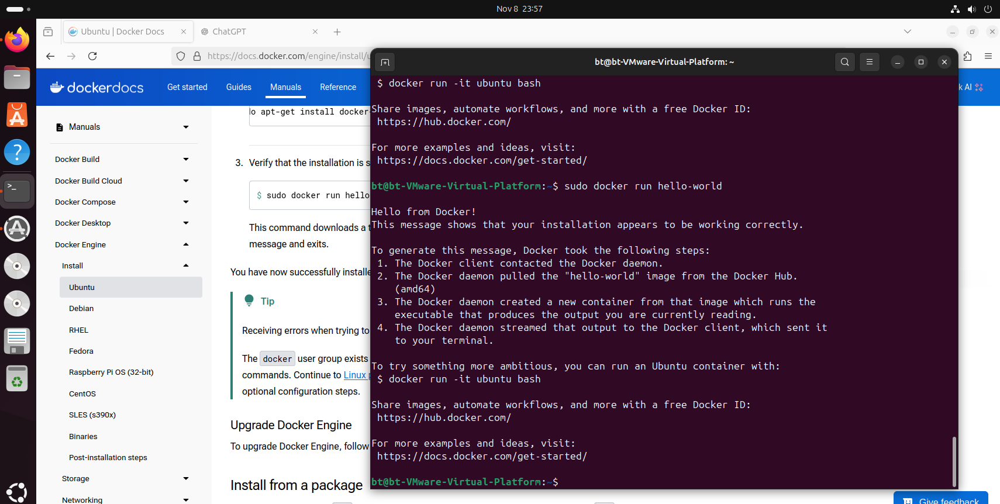 Nov 8 23:57
Ubuntu | Docker Docs
ChatGPT
https://docs.docker.com/engine/install/u
dockerdocs
Get started
Guides
Manuals
Reference
k AI
Manuals
Docker Build
Docker Build Cloud
Docker Compose
Docker Desktop
Docker Engine
Install
Ubuntu
Debian
RHEL
Fedora
Raspberry Pi OS (32-bit)
CentOS
SLES (s390x)
Binaries
Post-installation steps
Storage
Networking
do apt-get install docker-
3. Verify that the installation is s
$ sudo docker run hello
This command downloads a t
message and exits.
You have now successfully installe
Tip
Receiving errors when trying to
The docker user group exists
commands. Continue to Linux p
optional configuration steps.
Upgrade Docker Engine
To upgrade Docker Engine, follow
Install from a package
bt@bt-VMware-Virtual-Platform: ~
$ docker run -it ubuntu bash
Share images, automate workflows, and more with a free Docker ID:
https://hub.docker.com/
For more examples and ideas, visit:
https://docs.docker.com/get-started/
bt@bt-VMware-Virtual-Platform:~$ sudo docker run hello-world
Hello from Docker!
This message shows that your installation appears to be working correctly.
To generate this message, Docker took the following steps:
1. The Docker client contacted the Docker daemon.
2. The Docker daemon pulled the "hello-world" image from the Docker Hub.
(amd64)
3. The Docker daemon created a new container from that image which runs the
executable that produces the output you are currently reading.
4. The Docker daemon streamed that output to the Docker client, which sent it
to your terminal.
To try something more ambitious, you can run an Ubuntu container with:
$ docker run -it ubuntu bash
Share images, automate workflows, and more with a free Docker ID:
https://hub.docker.com/
For more examples and ideas, visit:
https://docs.docker.com/get-started/
bt@bt-VMware-Virtual-Platform:~$
Give feedback